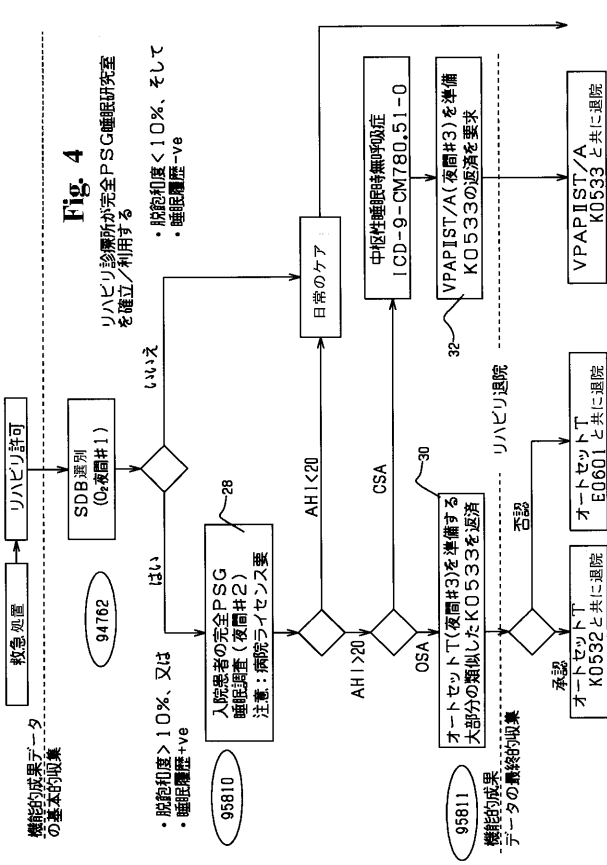 Fig. 4
リハビリ診療所が完全PSG睡眠研究室
を確立/利用する
救急処置
リハビリ許可
機能的成果データ
の基本的収集
94762
SDB選別
(O₂夜間#1)
はい
いいえ
・脱飽和度>10%、又は
・睡眠履歴+ve
・脱飽和度<10%、そして
・睡眠履歴-ve
95810
入院患者の完全PSG
睡眠調査(夜間#2)
注意：病院ライセンス要
28
AHI<20
日常のケア
AHI>20
CSA
OSA
中枢性睡眠時無呼吸症
ICD-9-CM780.51-0
95811
オートセットT(夜間#3)を準備する
大部分の類似したK0533を返済
30
VPAPⅡST/A(夜間#3)を準備
K0533の返済を要求
32
機能的成果
データの最終的収集
リハビリ退院
承認
否認
オートセットT
K0532と共に退院
オートセットT
E0601と共に退院
VPAPⅡST/A
K0533と共に退院